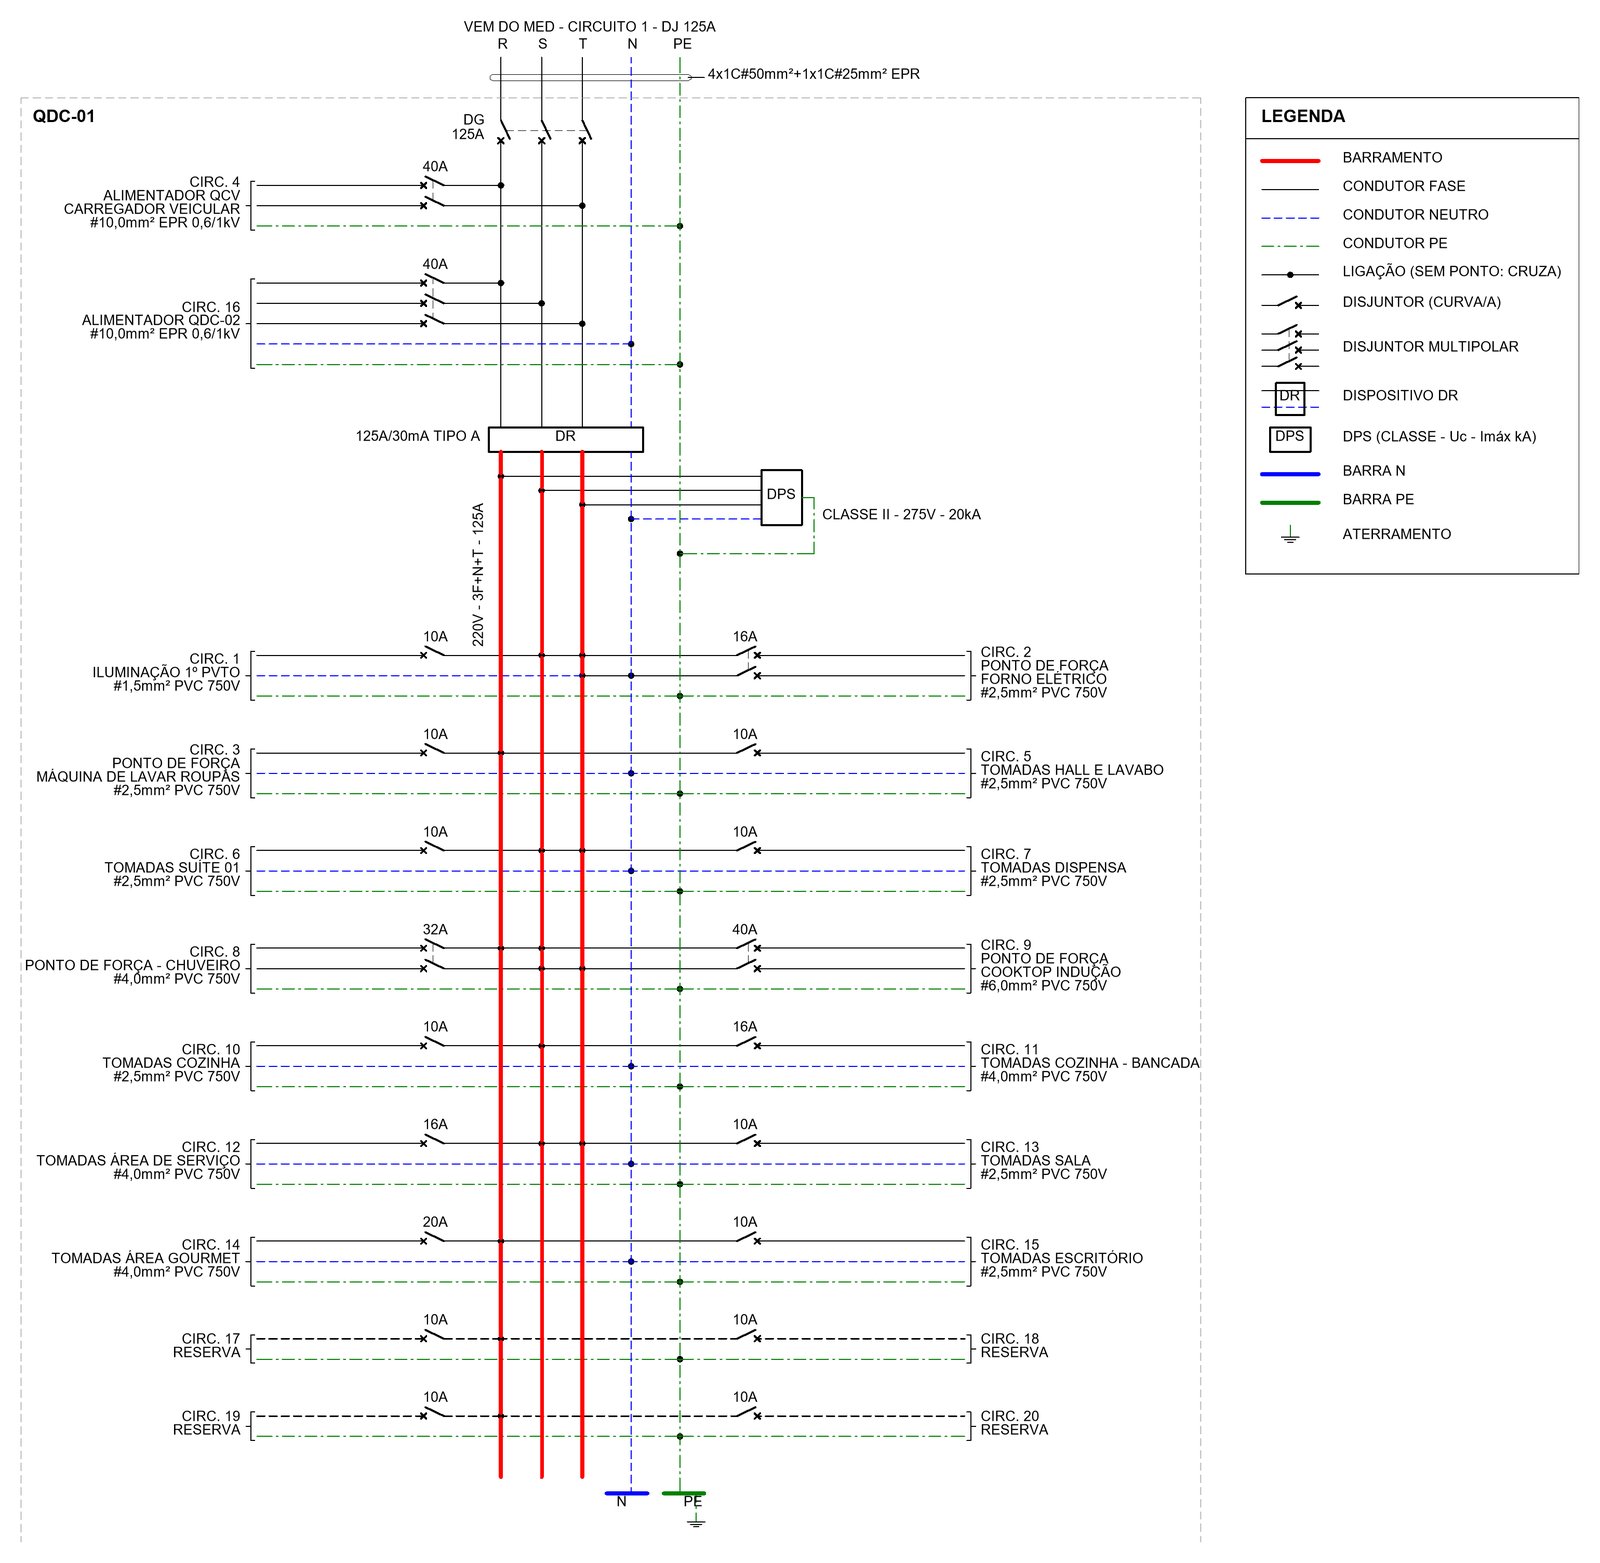 VEM DO MED - CIRCUITO 1 - DJ 125A
R S T N PE
4x1C#50mm²+1x1C#25mm² EPR
QDC-01
DG
125A
40A
CIRC. 4
ALIMENTADOR QCV
CARREGADOR VEICULAR
#10,0mm² EPR 0,6/1kV
40A
CIRC. 16
ALIMENTADOR QDC-02
#10,0mm² EPR 0,6/1kV
125A/30mA TIPO A
DR
DPS
CLASSE II - 275V - 20kA
220V - 3F+N+T - 125A
10A
CIRC. 1
ILUMINAÇÃO 1º PVTO
#1,5mm² PVC 750V
16A
CIRC. 2
PONTO DE FORÇA
FORNO ELÉTRICO
#2,5mm² PVC 750V
10A
CIRC. 3
PONTO DE FORÇA
MÁQUINA DE LAVAR ROUPAS
#2,5mm² PVC 750V
10A
CIRC. 5
TOMADAS HALL E LAVABO
#2,5mm² PVC 750V
10A
CIRC. 6
TOMADAS SUÍTE 01
#2,5mm² PVC 750V
10A
CIRC. 7
TOMADAS DISPENSA
#2,5mm² PVC 750V
32A
CIRC. 8
PONTO DE FORÇA - CHUVEIRO
#4,0mm² PVC 750V
40A
CIRC. 9
PONTO DE FORÇA
COOKTOP INDUÇÃO
#6,0mm² PVC 750V
10A
CIRC. 10
TOMADAS COZINHA
#2,5mm² PVC 750V
16A
CIRC. 11
TOMADAS COZINHA - BANCADA
#4,0mm² PVC 750V
16A
CIRC. 12
TOMADAS ÁREA DE SERVIÇO
#4,0mm² PVC 750V
10A
CIRC. 13
TOMADAS SALA
#2,5mm² PVC 750V
20A
CIRC. 14
TOMADAS ÁREA GOURMET
#4,0mm² PVC 750V
10A
CIRC. 15
TOMADAS ESCRITÓRIO
#2,5mm² PVC 750V
10A
CIRC. 17
RESERVA
10A
CIRC. 18
RESERVA
10A
CIRC. 19
RESERVA
10A
CIRC. 20
RESERVA
N
PE
LEGENDA
BARRAMENTO
CONDUTOR FASE
CONDUTOR NEUTRO
CONDUTOR PE
LIGAÇÃO (SEM PONTO: CRUZA)
DISJUNTOR (CURVA/A)
DISJUNTOR MULTIPOLAR
DR
DISPOSITIVO DR
DPS
DPS (CLASSE - Uc - Imáx kA)
BARRA N
BARRA PE
ATERRAMENTO